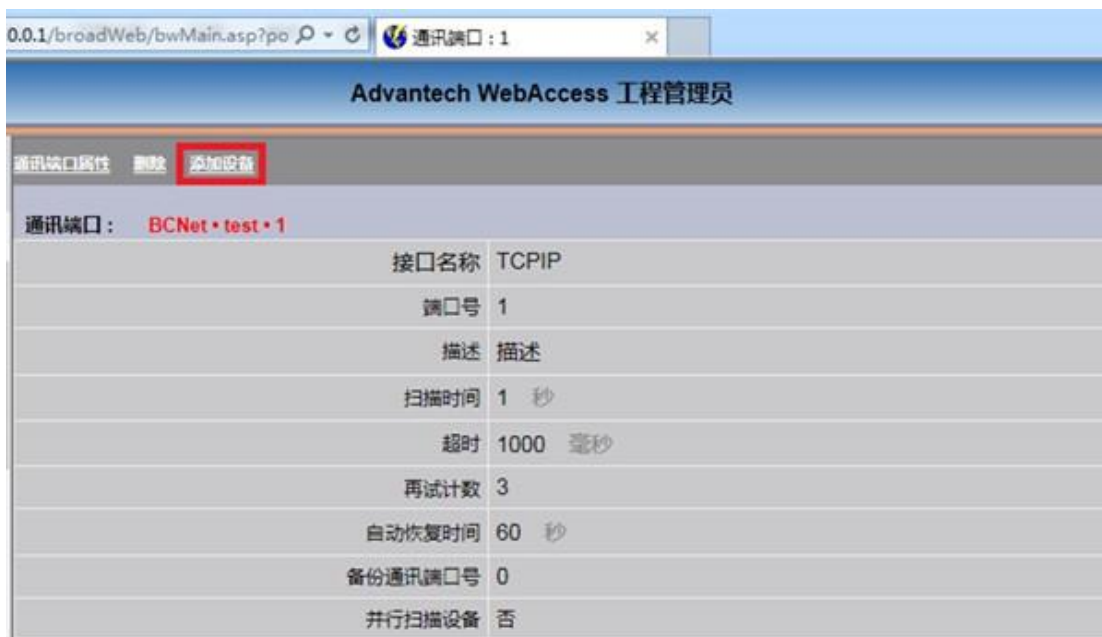 0.0.1/broadWeb/bwMain.asp?po
通讯端口 : 1
Advantech WebAccess 工程管理员
通讯端口属性 删除 添加设备
通讯端口 : BCNet • test • 1
接口名称 TCPIP
端口号 1
描述 描述
扫描时间 1 秒
超时 1000 毫秒
再试计数 3
自动恢复时间 60 秒
备份通讯端口号 0
并行扫描设备 否